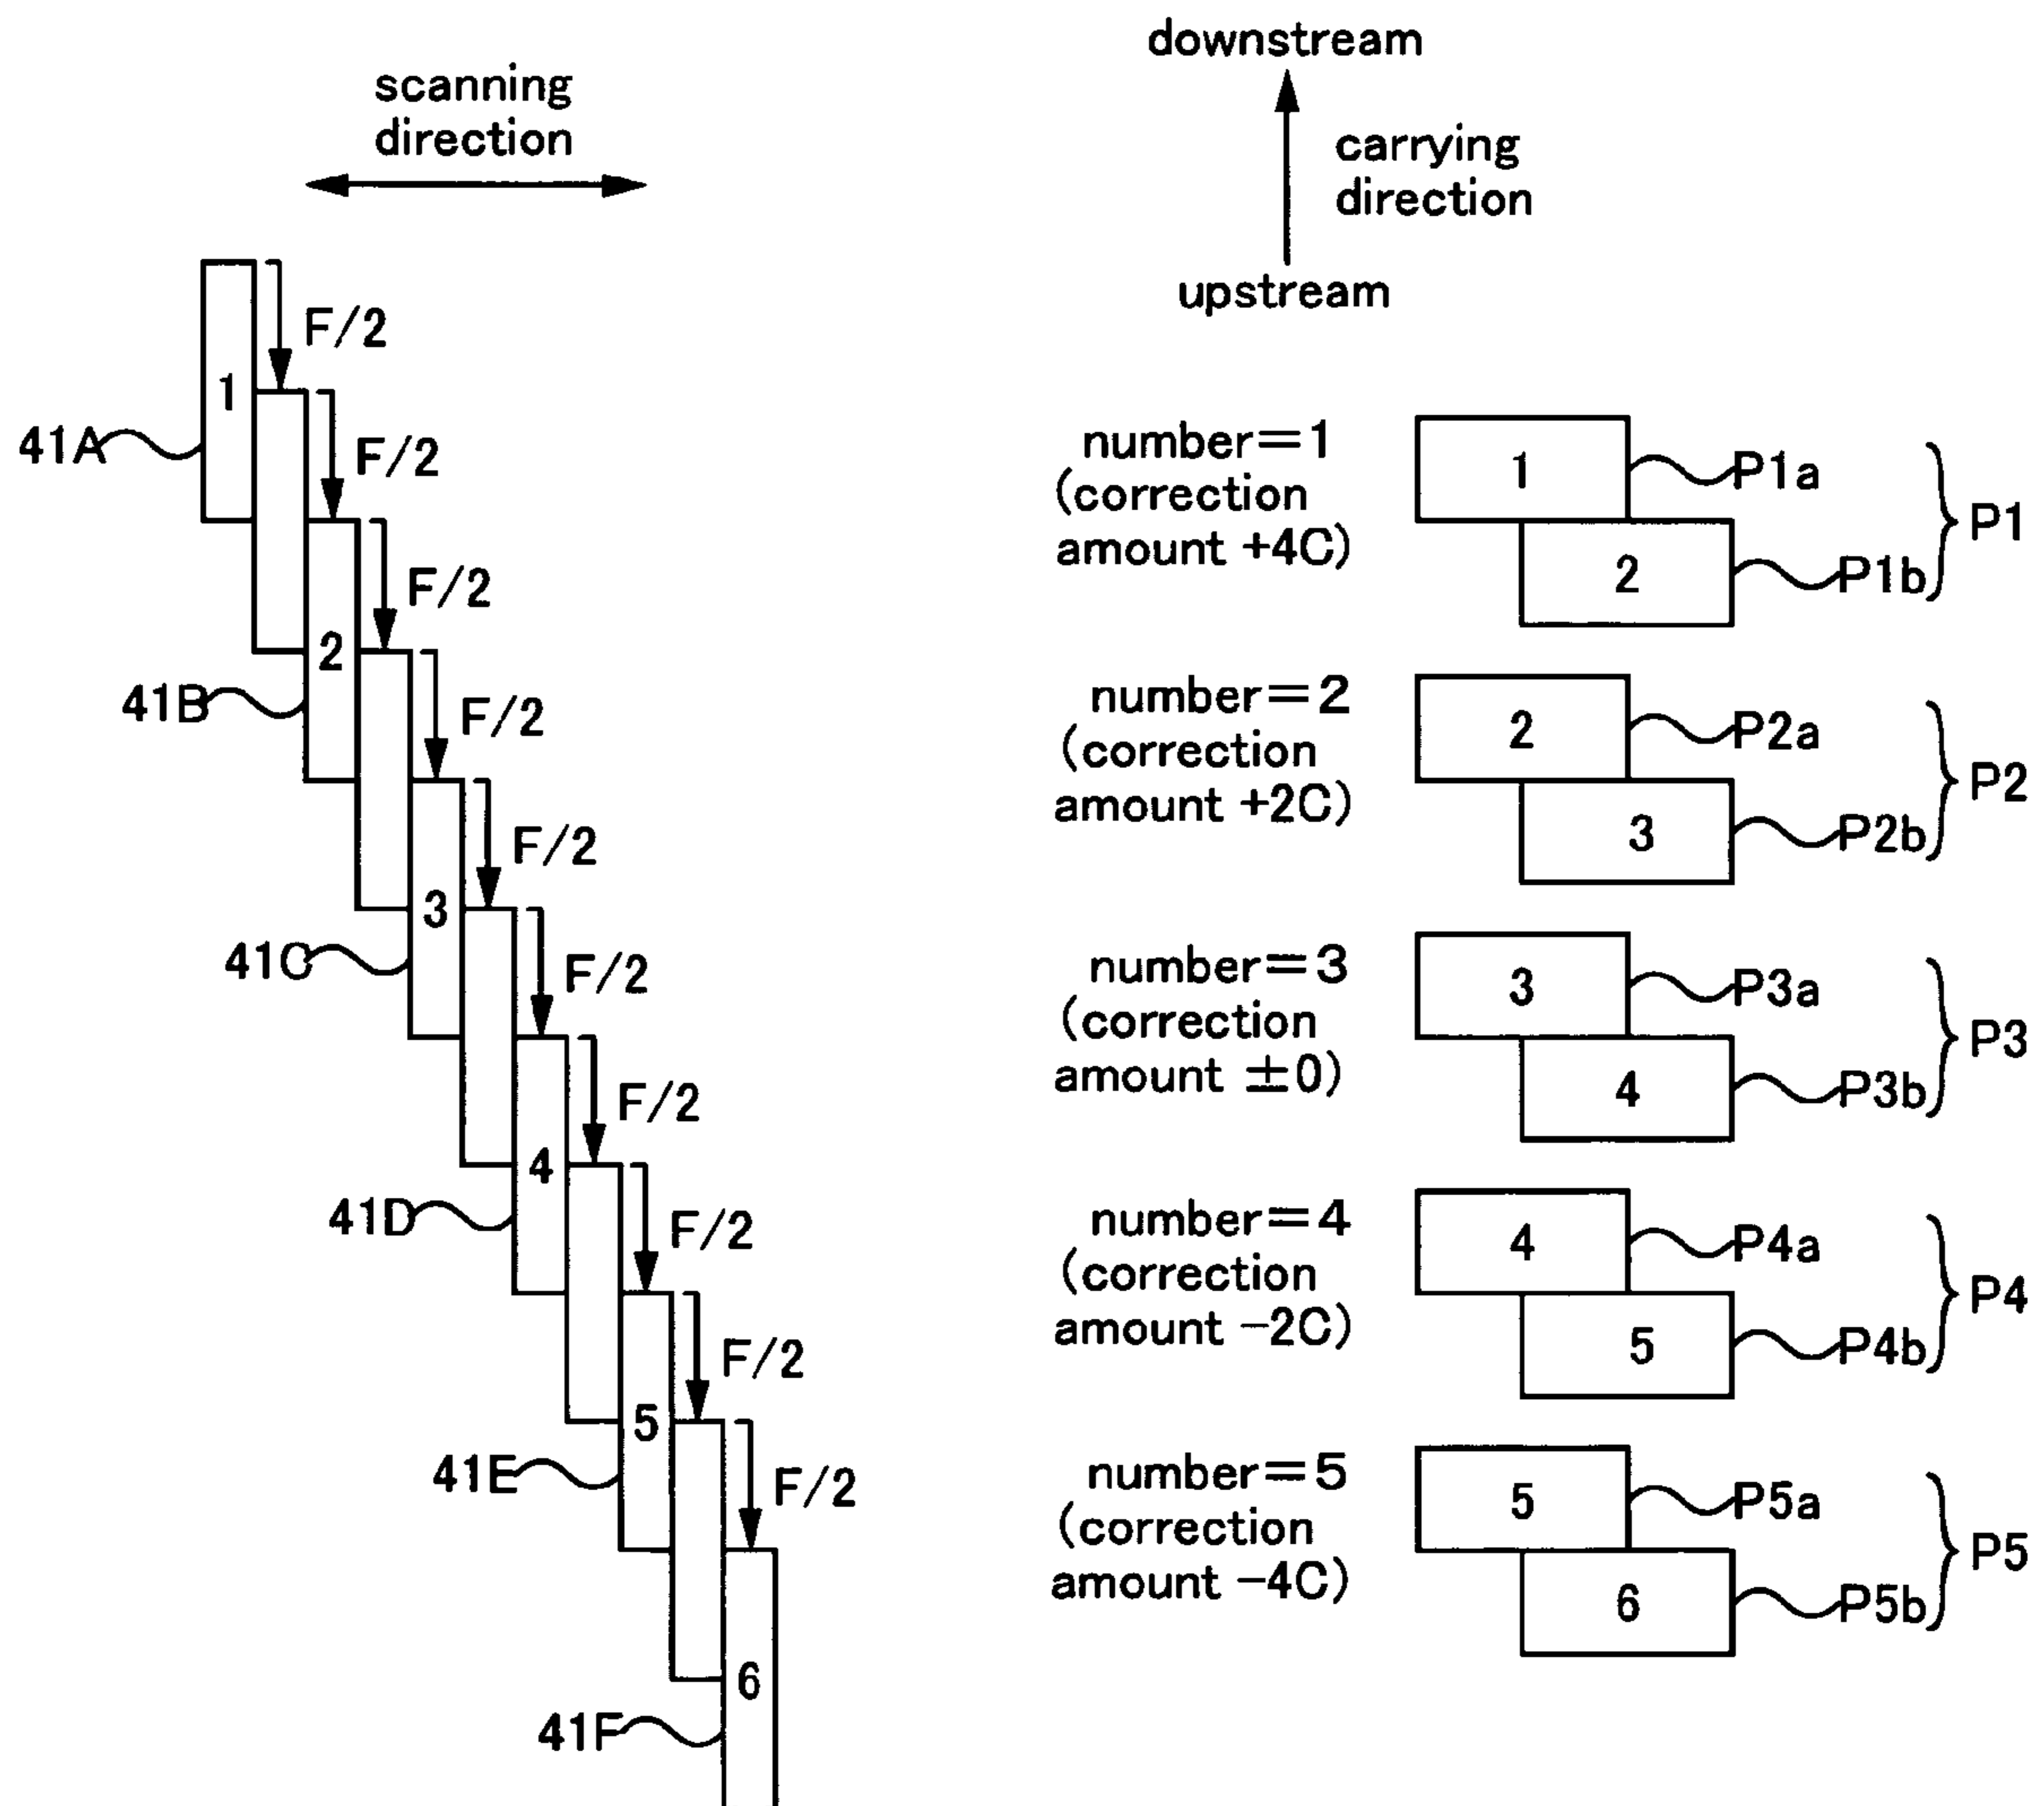 scanning
direction
downstream
carrying
direction
upstream
1
41A
F/2
F/2
2
41B
F/2
F/2
3
41C
F/2
F/2
4
41D
F/2
F/2
5
41E
F/2
F/2
6
41F
number=1
(correction
amount +4C)
1
P1a
2
P1b
P1
number=2
(correction
amount +2C)
2
P2a
3
P2b
P2
number=3
(correction
amount ±0)
3
P3a
4
P3b
P3
number=4
(correction
amount −2C)
4
P4a
5
P4b
P4
number=5
(correction
amount −4C)
5
P5a
6
P5b
P5